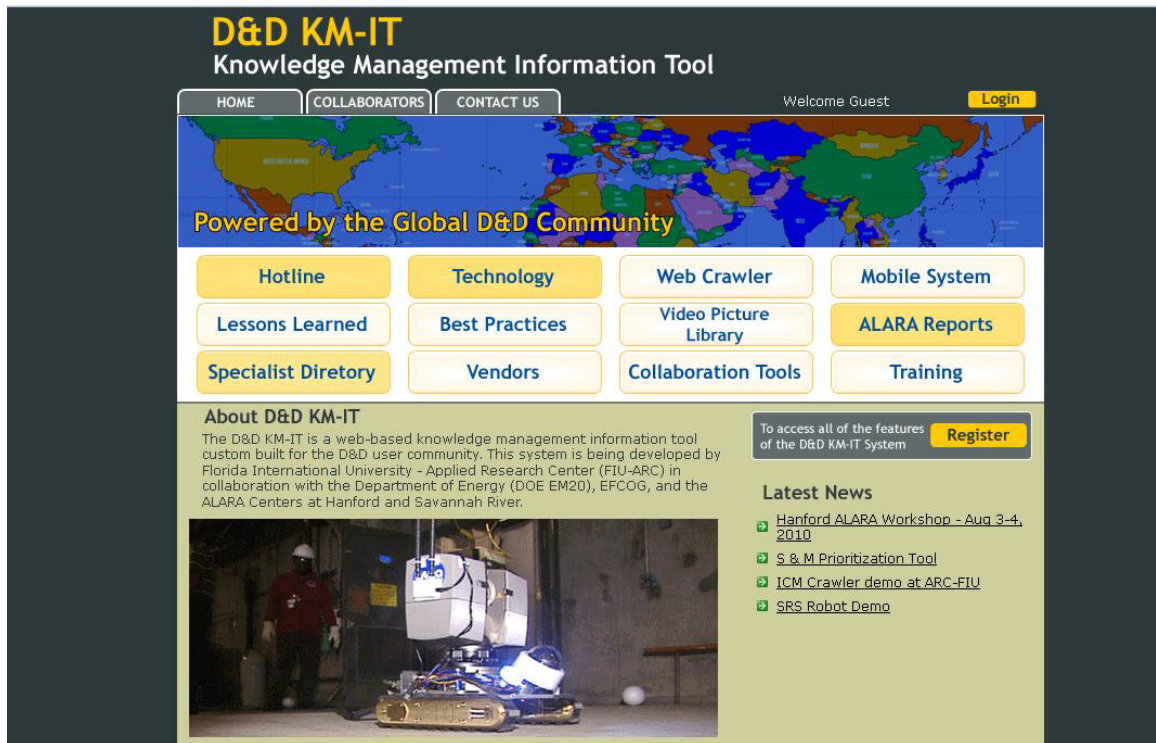 D&D KM-IT
Knowledge Management Information Tool
HOME
COLLABORATORS
CONTACT US
Welcome Guest
Login
Powered by the Global D&D Community
Hotline
Technology
Web Crawler
Mobile System
Lessons Learned
Best Practices
Video Picture
Library
ALARA Reports
Specialist Diretory
Vendors
Collaboration Tools
Training
About D&D KM-IT
The D&D KM-IT is a web-based knowledge management information tool
custom built for the D&D user community. This system is being developed by
Florida International University - Applied Research Center (FIU-ARC) in
collaboration with the Department of Energy (DOE EM20), EFCOG, and the
ALARA Centers at Hanford and Savannah River.
To access all of the features
of the D&D KM-IT System
Register
Latest News
Hanford ALARA Workshop - Aug 3-4,
2010
S & M Prioritization Tool
ICM Crawler demo at ARC-FIU
SRS Robot Demo